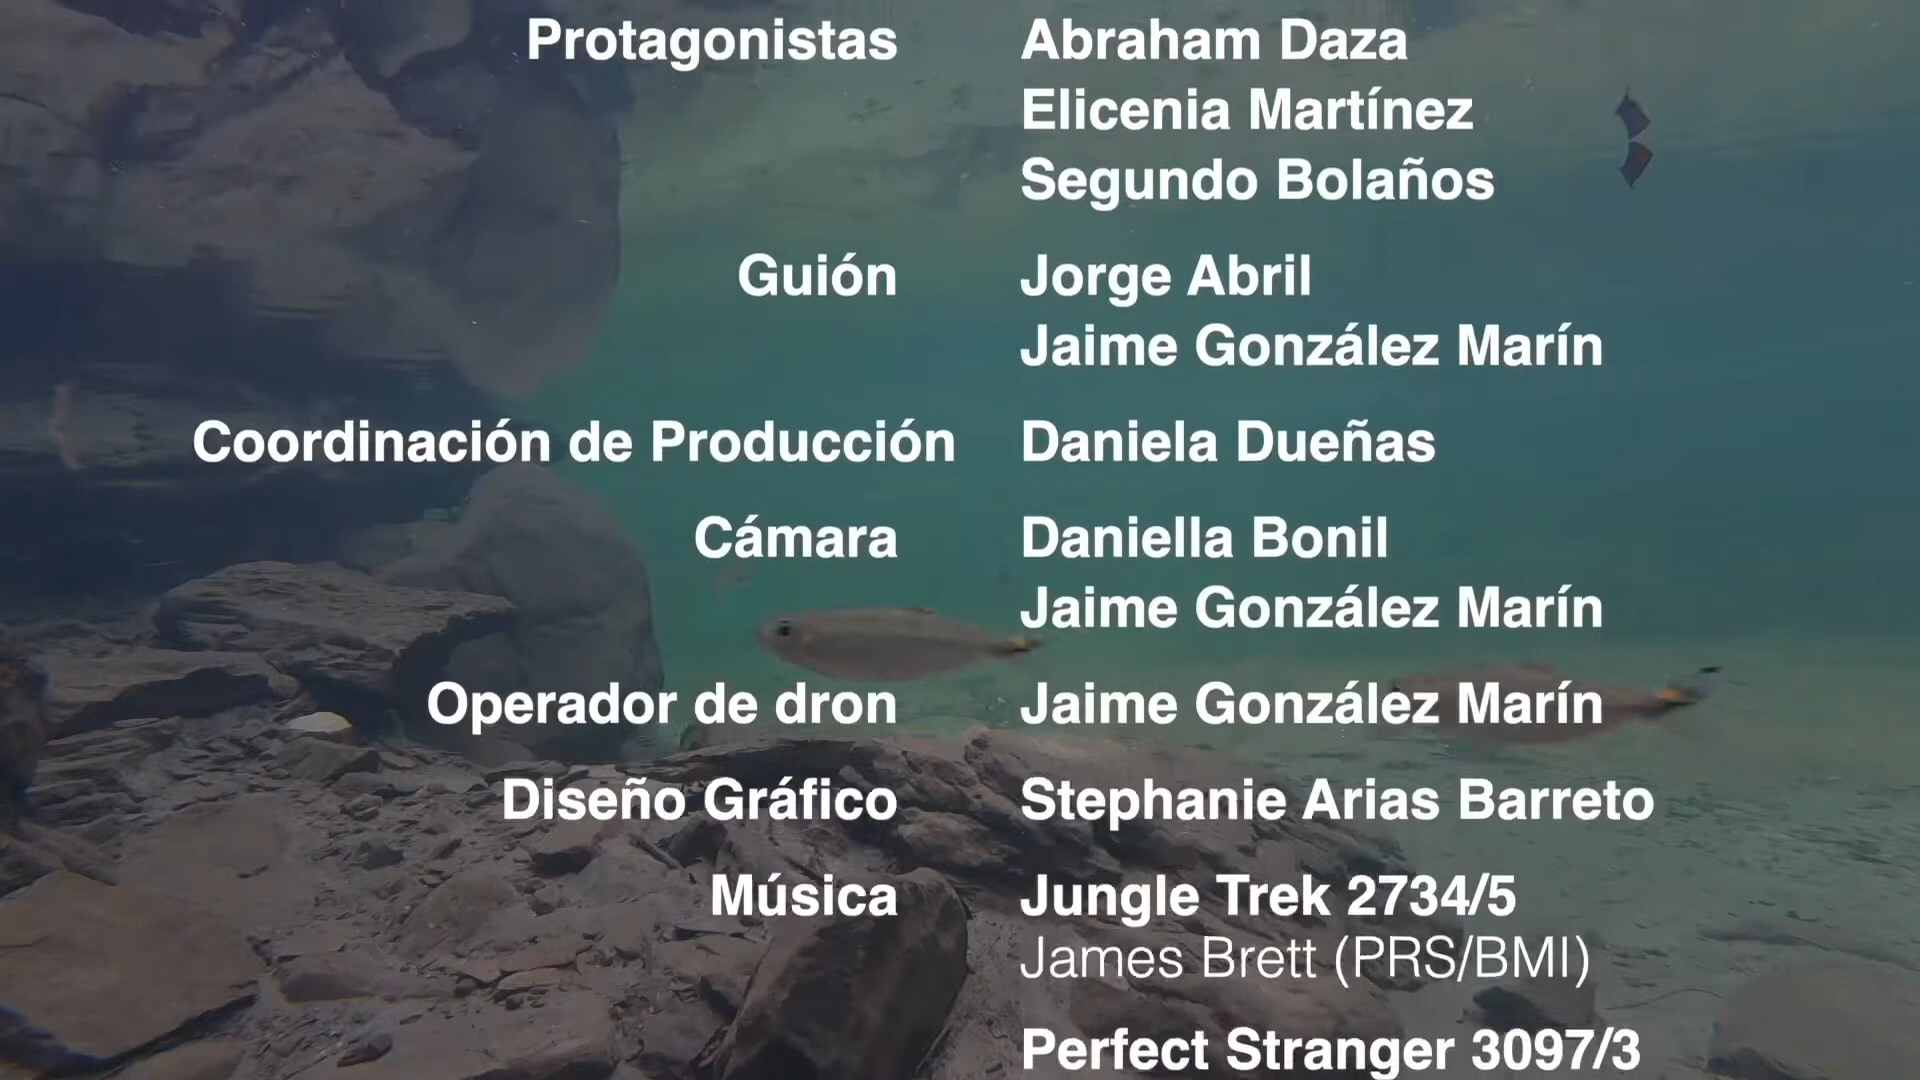 Protagonistas Abraham Daza
Elicenia Martínez
Segundo Bolaños
Guión Jorge Abril
Jaime González Marín
Coordinación de Producción Daniela Dueñas
Cámara Daniella Bonil
Jaime González Marín
Operador de dron Jaime González Marín
Diseño Gráfico Stephanie Arias Barreto
Música Jungle Trek 2734/5
James Brett (PRS/BMI)
Perfect Stranger 3097/3